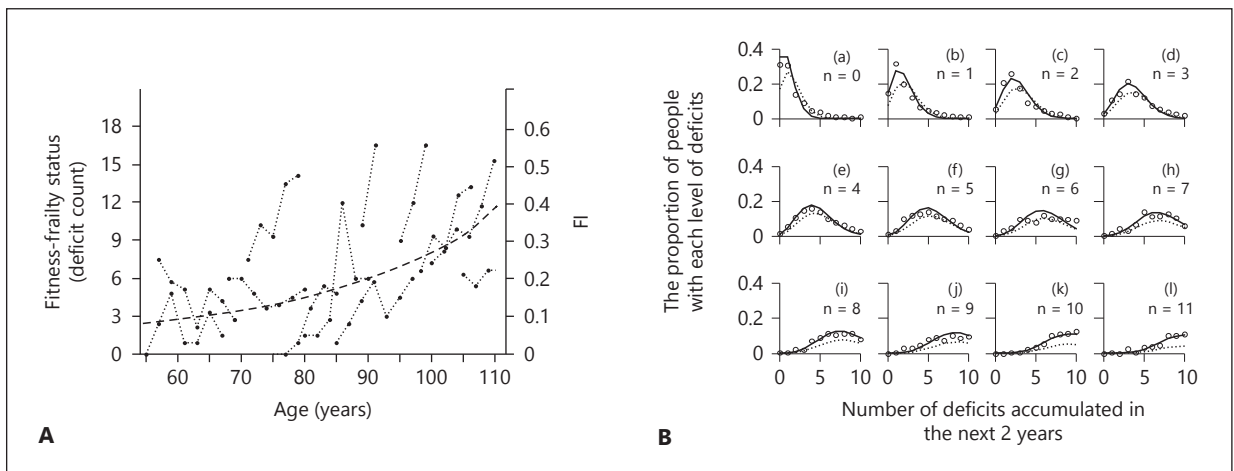 18
15
12
9
6
3
0
Fitness-frailty status
(deficit count)
0.6
0.5
0.4
0.3
0.2
0.1
0
FI
60 70 80 90 100 110
Age (years)
A
The proportion of people
with each level of deficits
0.4
0.2
0
(a)
n = 0
(b)
n = 1
(c)
n = 2
(d)
n = 3
0.4
0.2
0
(e)
n = 4
(f)
n = 5
(g)
n = 6
(h)
n = 7
0.4
0.2
0
(i)
n = 8
(j)
n = 9
(k)
n = 10
(l)
n = 11
0 5 10 0 5 10 0 5 10 0 5 10
Number of deficits accumulated in
the next 2 years
B